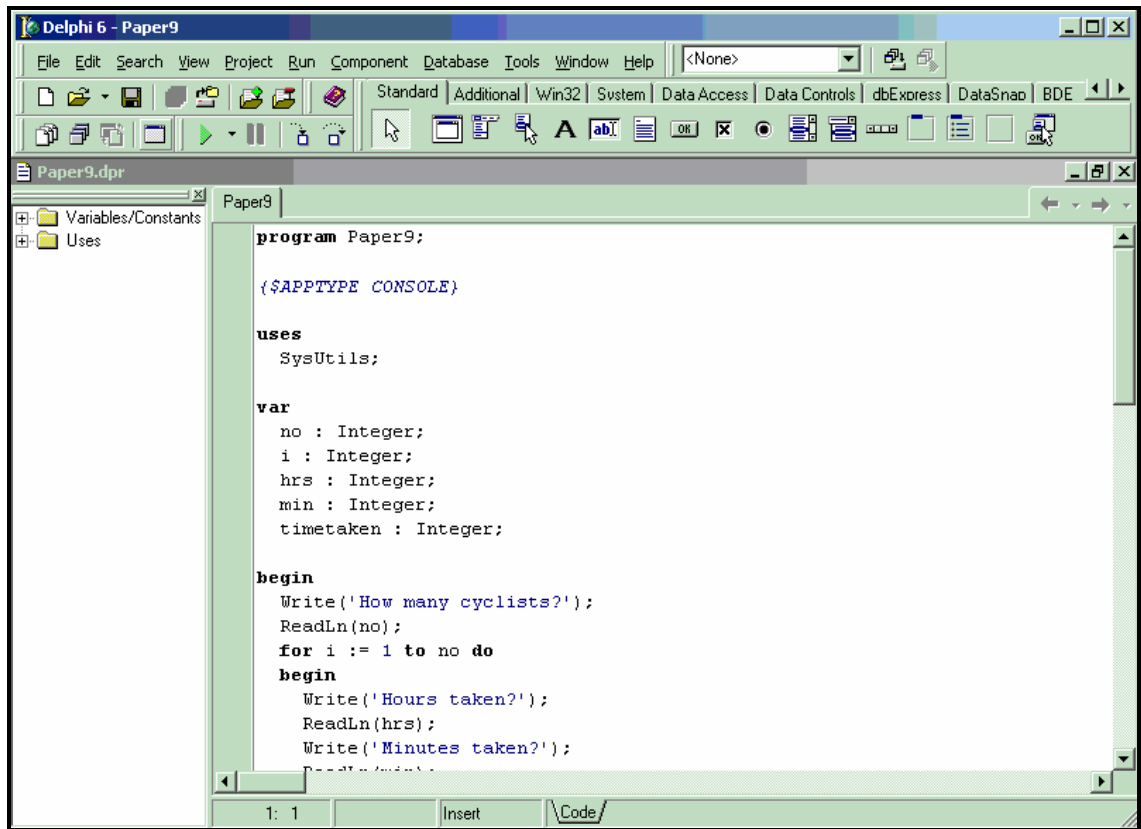 Delphi 6 - Paper9
File Edit Search View Project Run Component Database Tools Window Help <None>
Standard Additional Win32 System Data Access Data Controls dbExpress DataSnap BDE
Paper9.dpr
Variables/Constants
Uses
Paper9
program Paper9;
{$APPTYPE CONSOLE}
uses
SysUtils;
var
no : Integer;
i : Integer;
hrs : Integer;
min : Integer;
timetaken : Integer;
begin
Write('How many cyclists?');
ReadLn(no);
for i := 1 to no do
begin
Write('Hours taken?');
ReadLn(hrs);
Write('Minutes taken?');
1: 1 Insert \Code/